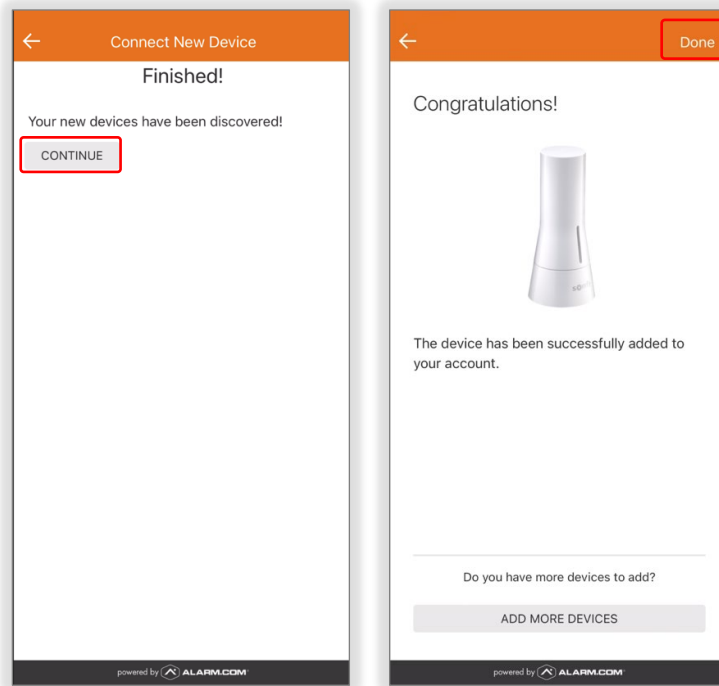 Connect New Device
Finished!
Your new devices have been discovered!
CONTINUE
powered by ALARM.COM
Done
Congratulations!
The device has been successfully added to
your account.
Do you have more devices to add?
ADD MORE DEVICES
powered by ALARM.COM